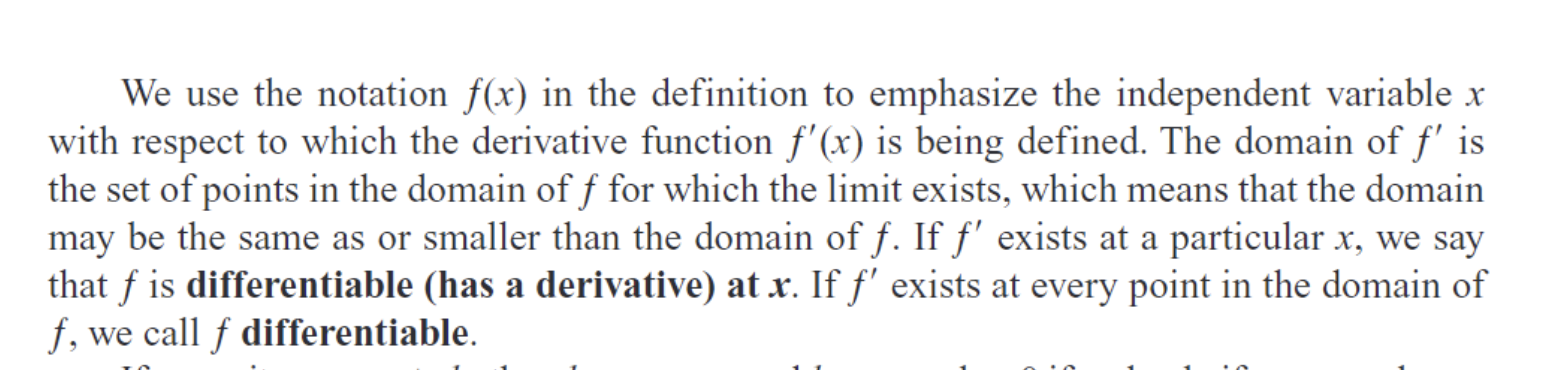 We use the notation f(x) in the definition to emphasize the independent variable x
with respect to which the derivative function f′(x) is being defined. The domain of f′ is
the set of points in the domain of f for which the limit exists, which means that the domain
may be the same as or smaller than the domain of f. If f′ exists at a particular x, we say
that f is differentiable (has a derivative) at x. If f′ exists at every point in the domain of
f, we call f differentiable.